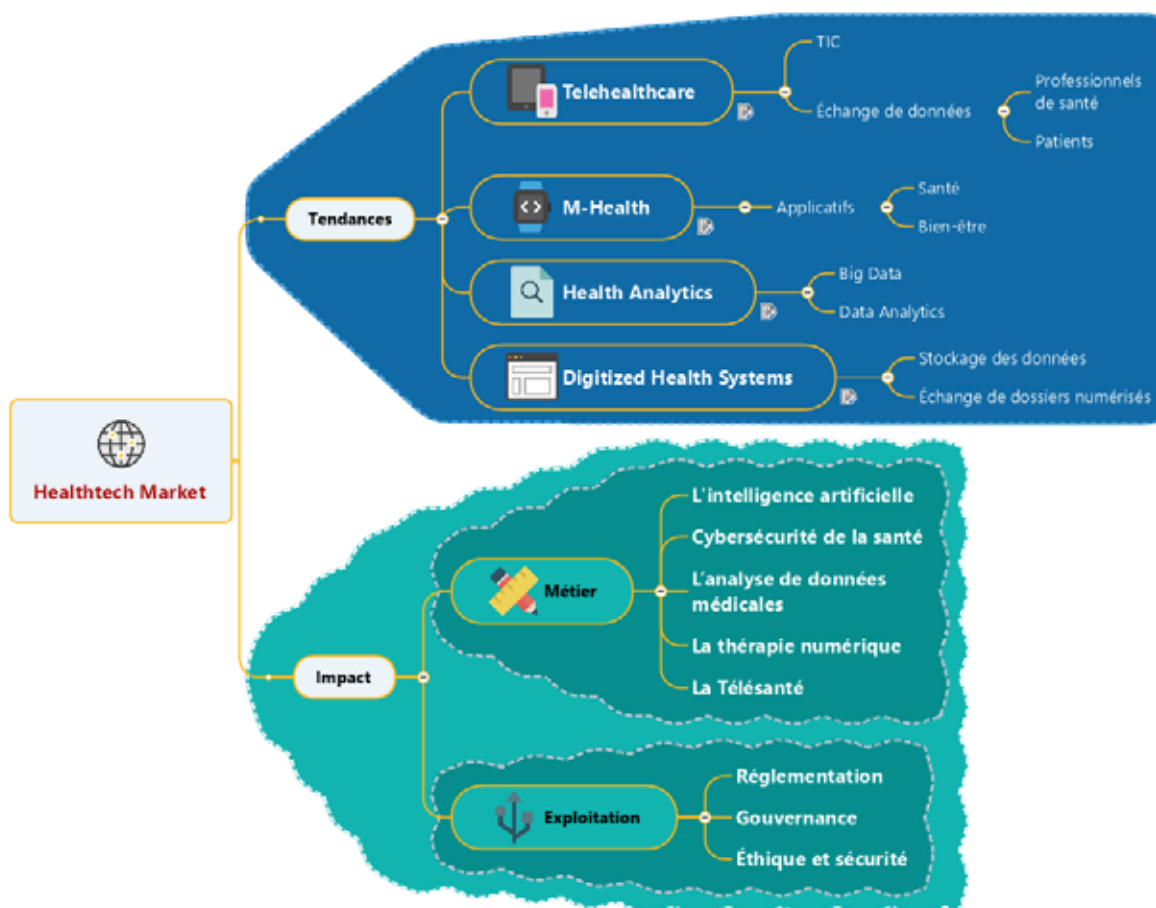 Healthtech Market
Tendances
Telehealthcare
TIC
Échange de données
Professionnels
de santé
Patients
M-Health
Applicatifs
Santé
Bien-être
Health Analytics
Big Data
Data Analytics
Digitized Health Systems
Stockage des données
Échange de dossiers numérisés
Impact
Métier
L'intelligence artificielle
Cybersécurité de la santé
L'analyse de données
médicales
La thérapie numérique
La Télésanté
Exploitation
Réglementation
Gouvernance
Éthique et sécurité